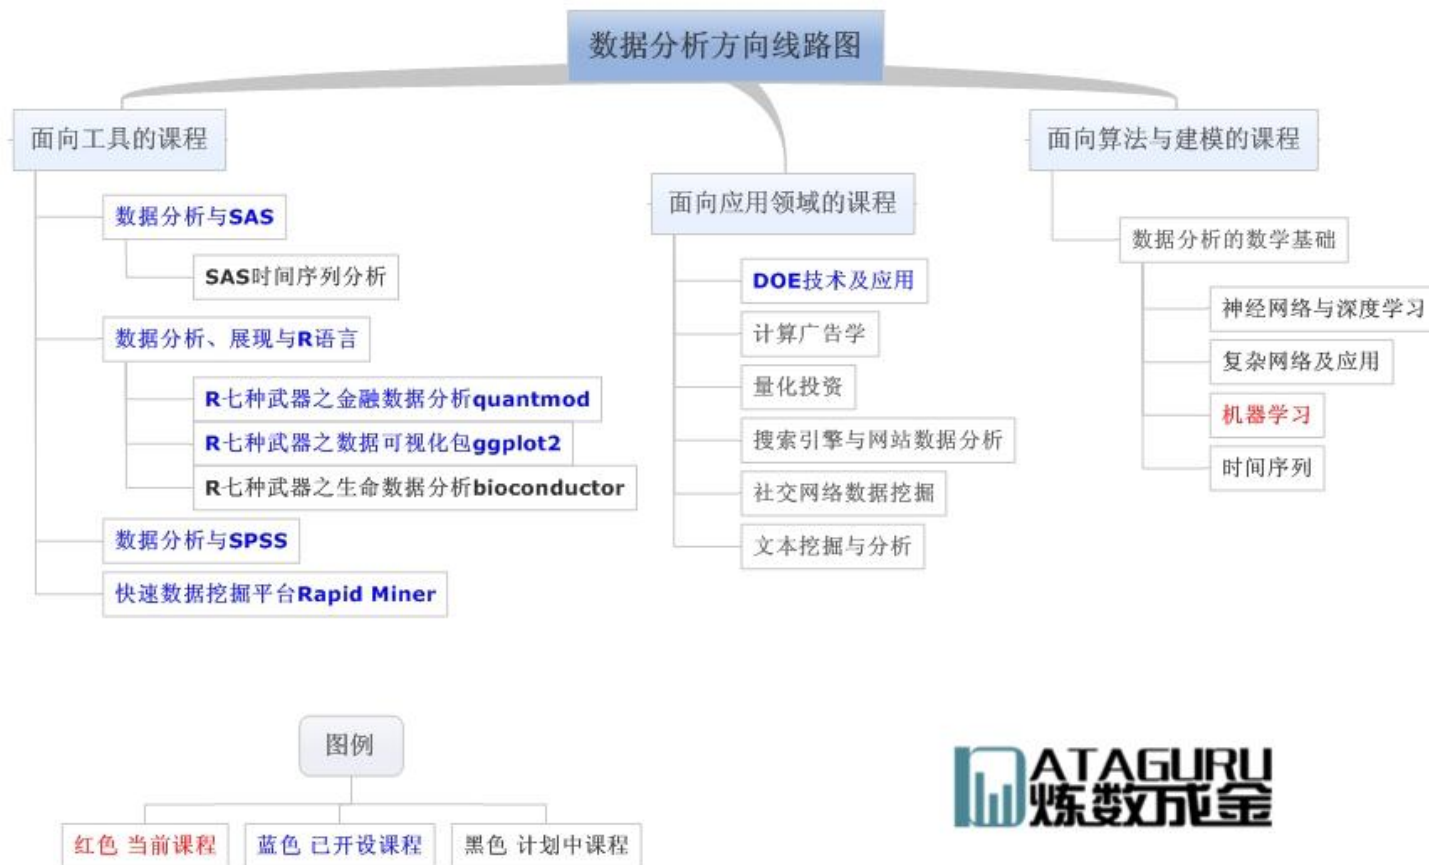 数据分析方向线路图
面向工具的课程
数据分析与SAS
SAS时间序列分析
数据分析、展现与R语言
R七种武器之金融数据分析quantmod
R七种武器之数据可视化包ggplot2
R七种武器之生命数据分析bioconductor
数据分析与SPSS
快速数据挖掘平台Rapid Miner
面向应用领域的课程
DOE技术及应用
计算广告学
量化投资
搜索引擎与网站数据分析
社交网络数据挖掘
文本挖掘与分析
面向算法与建模的课程
数据分析的数学基础
神经网络与深度学习
复杂网络及应用
机器学习
时间序列
图例
红色 当前课程
蓝色 已开设课程
黑色 计划中课程
DATAGURU
炼数成金